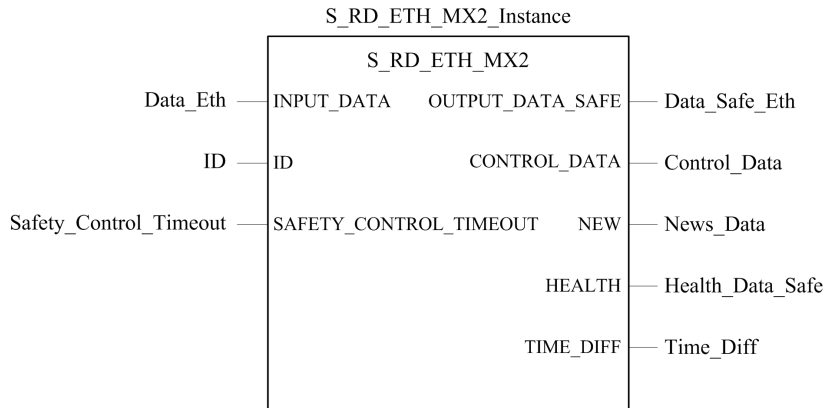 S_RD_ETH_MX2_Instance
S_RD_ETH_MX2
Data_Eth INPUT_DATA OUTPUT_DATA_SAFE Data_Safe_Eth
ID ID CONTROL_DATA Control_Data
Safety_Control_Timeout SAFETY_CONTROL_TIMEOUT NEW News_Data
HEALTH Health_Data_Safe
TIME_DIFF Time_Diff